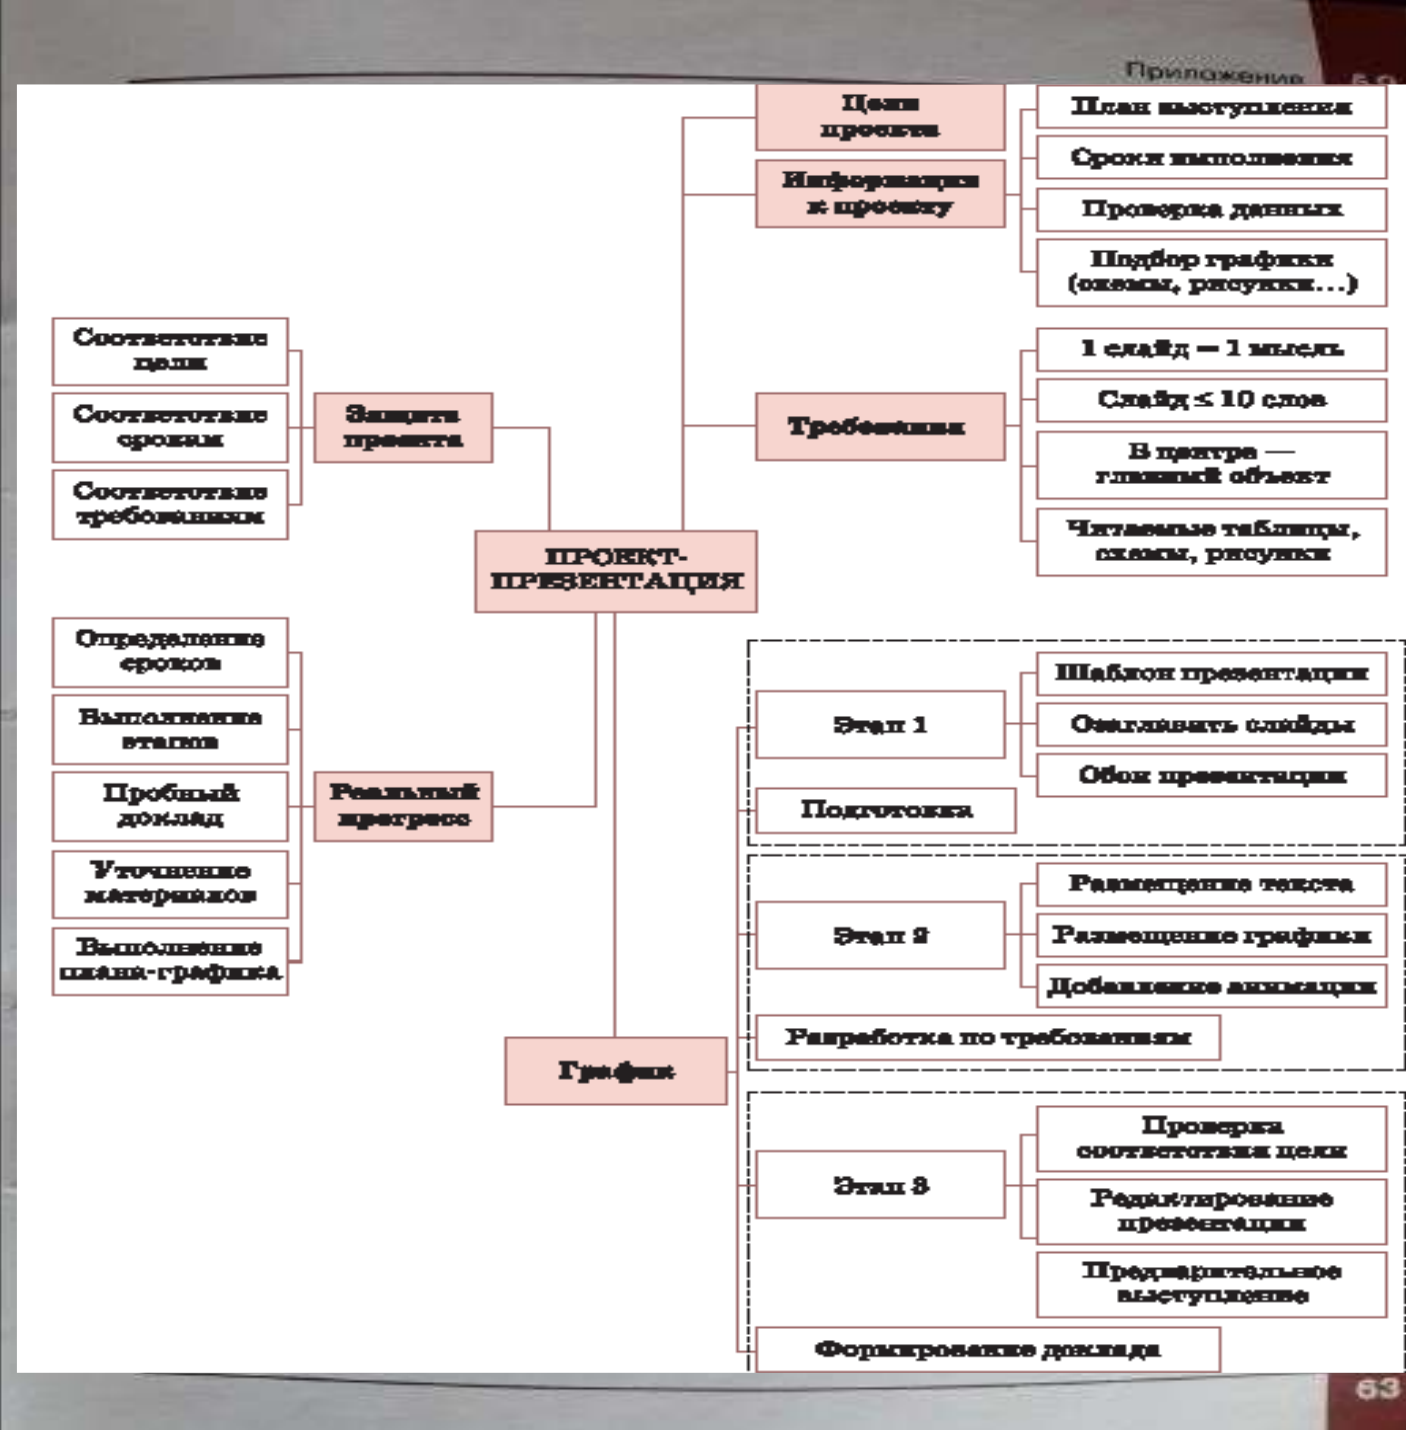 Приложение
Цели
проекта
Информация
к проекту
План выступления
Сроки выполнения
Проверка данных
Подбор графики
(схемы, рисунки...)
Требования
1 слайд — 1 мысль
Слайд ≤ 10 слов
В центре —
главный объект
Читаемые таблицы,
схемы, рисунки
Защита
проекта
Соответствие
цели
Соответствие
срокам
Соответствие
требованиям
ПРОЕКТ-
ПРЕЗЕНТАЦИЯ
Реальный
прогресс
Определение
сроков
Выполнение
этапов
Пробный
доклад
Уточнение
материалов
Выполнение
плана-графика
График
Этап 1
Шаблон презентации
Озаглавить слайды
Обои презентации
Подготовка
Этап 2
Размещение текста
Размещение графики
Добавление анимации
Разработка по требованиям
Этап 3
Проверка
соответствия цели
Редактирование
презентации
Предварительное
выступление
Формирование доклада
63